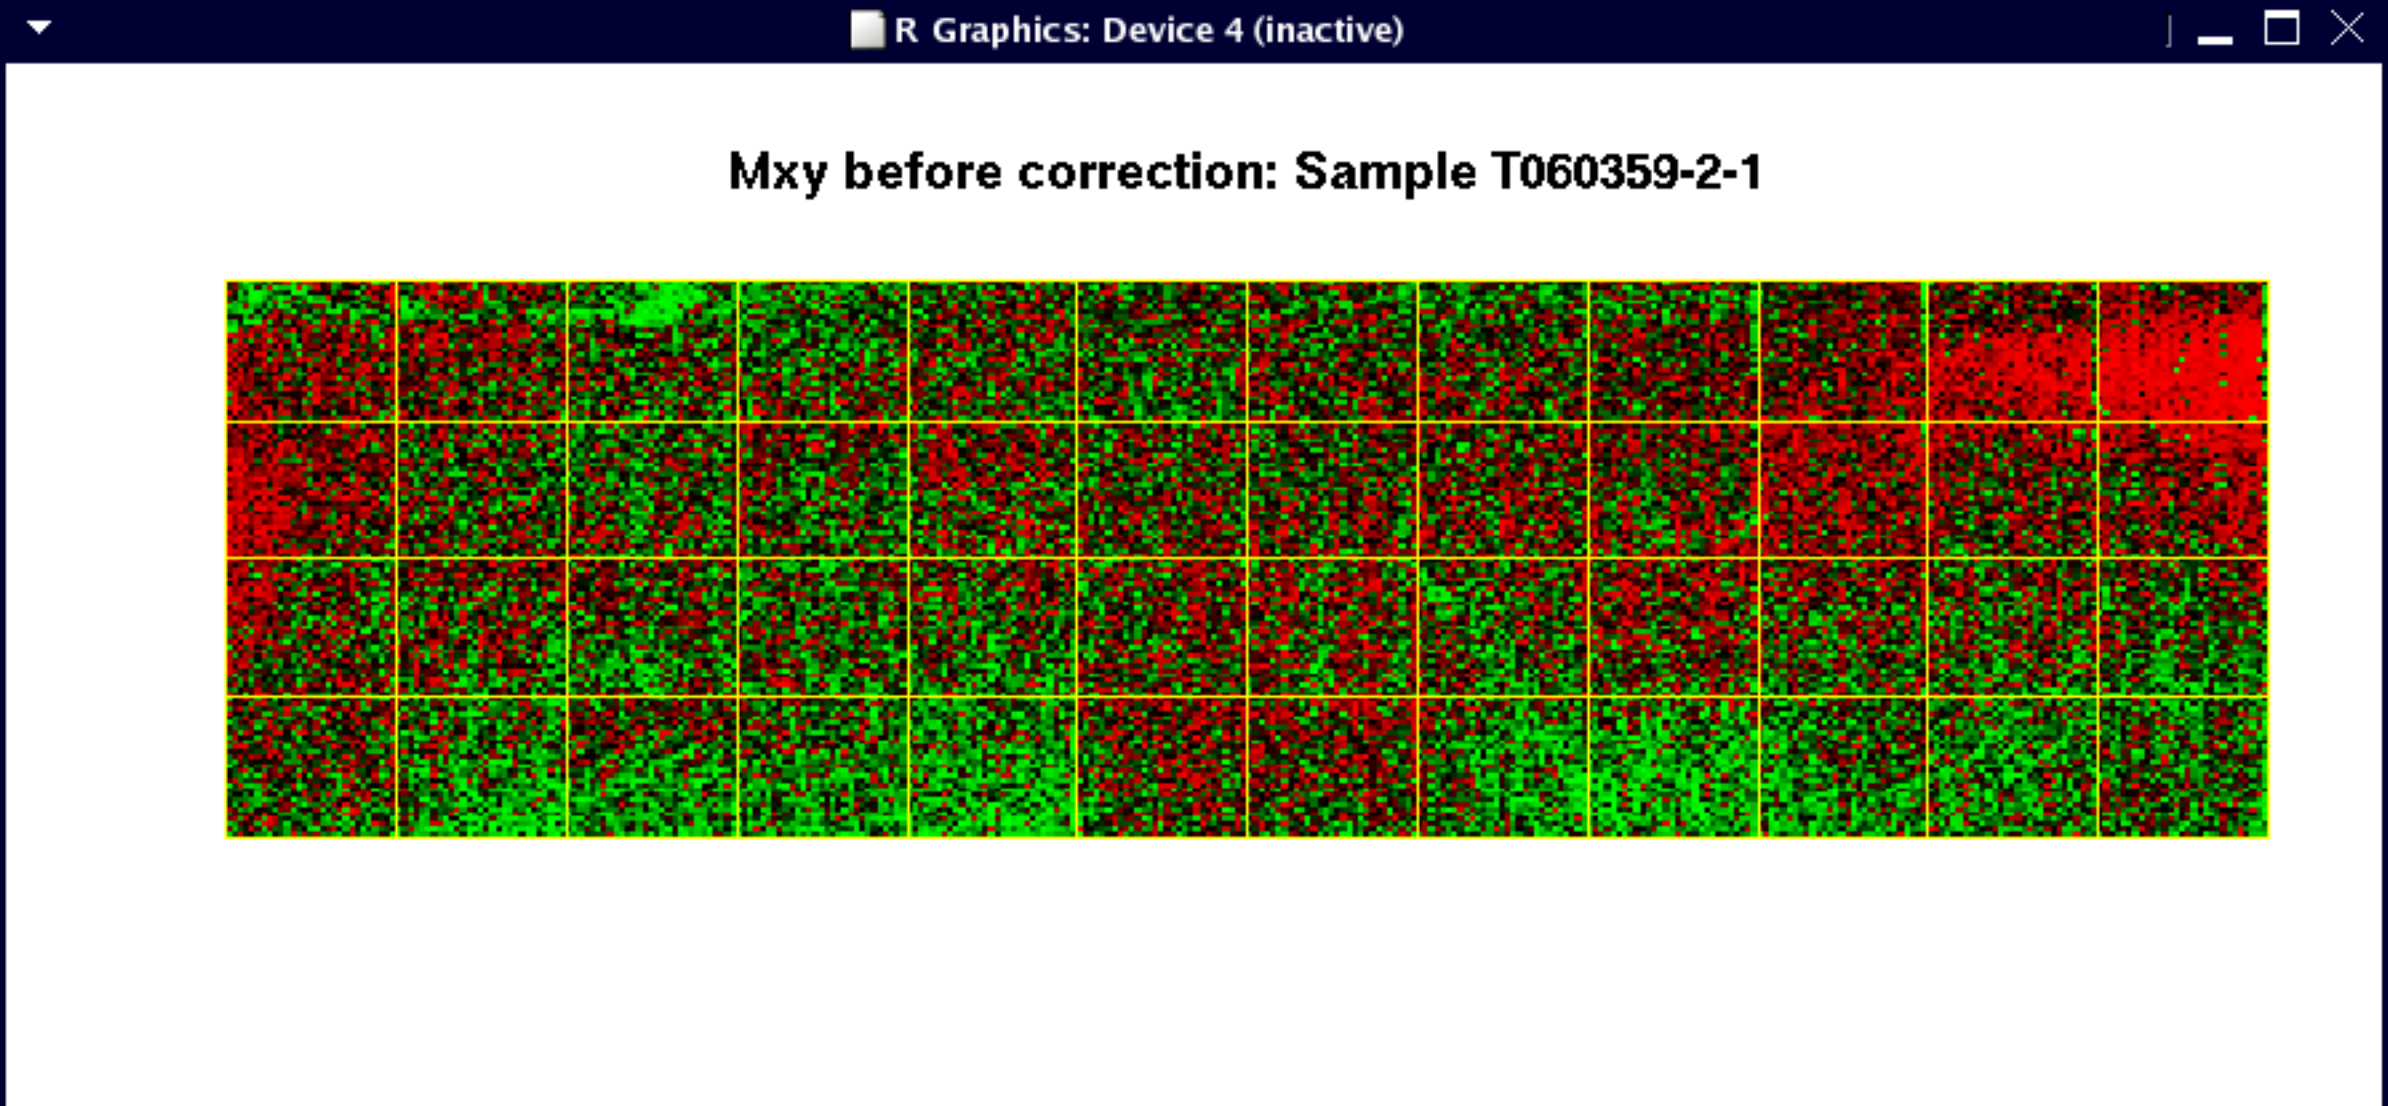 R Graphics: Device 4 (inactive)
Mxy before correction: Sample T060359-2-1